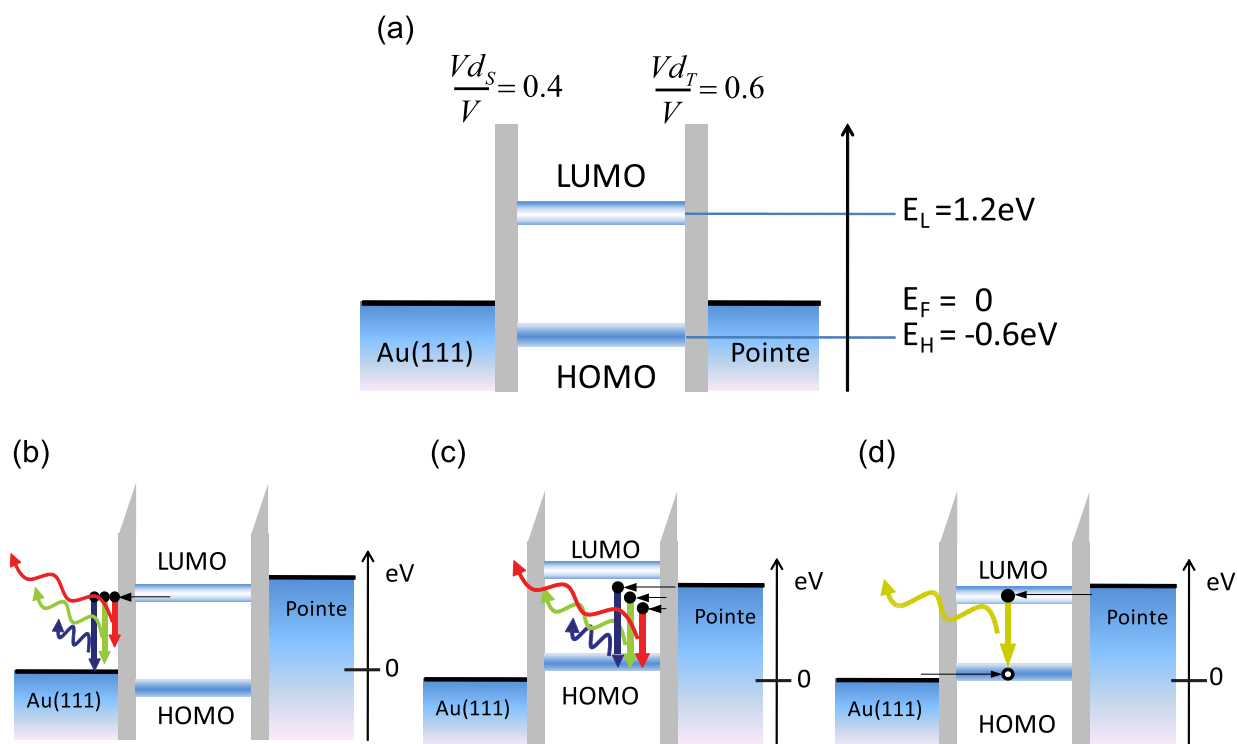 (a)
Vd_S / V = 0.4
Vd_T / V = 0.6
LUMO
E_L =1.2eV
E_F = 0
E_H = -0.6eV
Au(111)
Pointe
HOMO
(b)
(c)
(d)
LUMO
eV
Pointe
0
Au(111)
HOMO
LUMO
eV
Pointe
0
Au(111)
HOMO
LUMO
eV
Pointe
0
Au(111)
HOMO